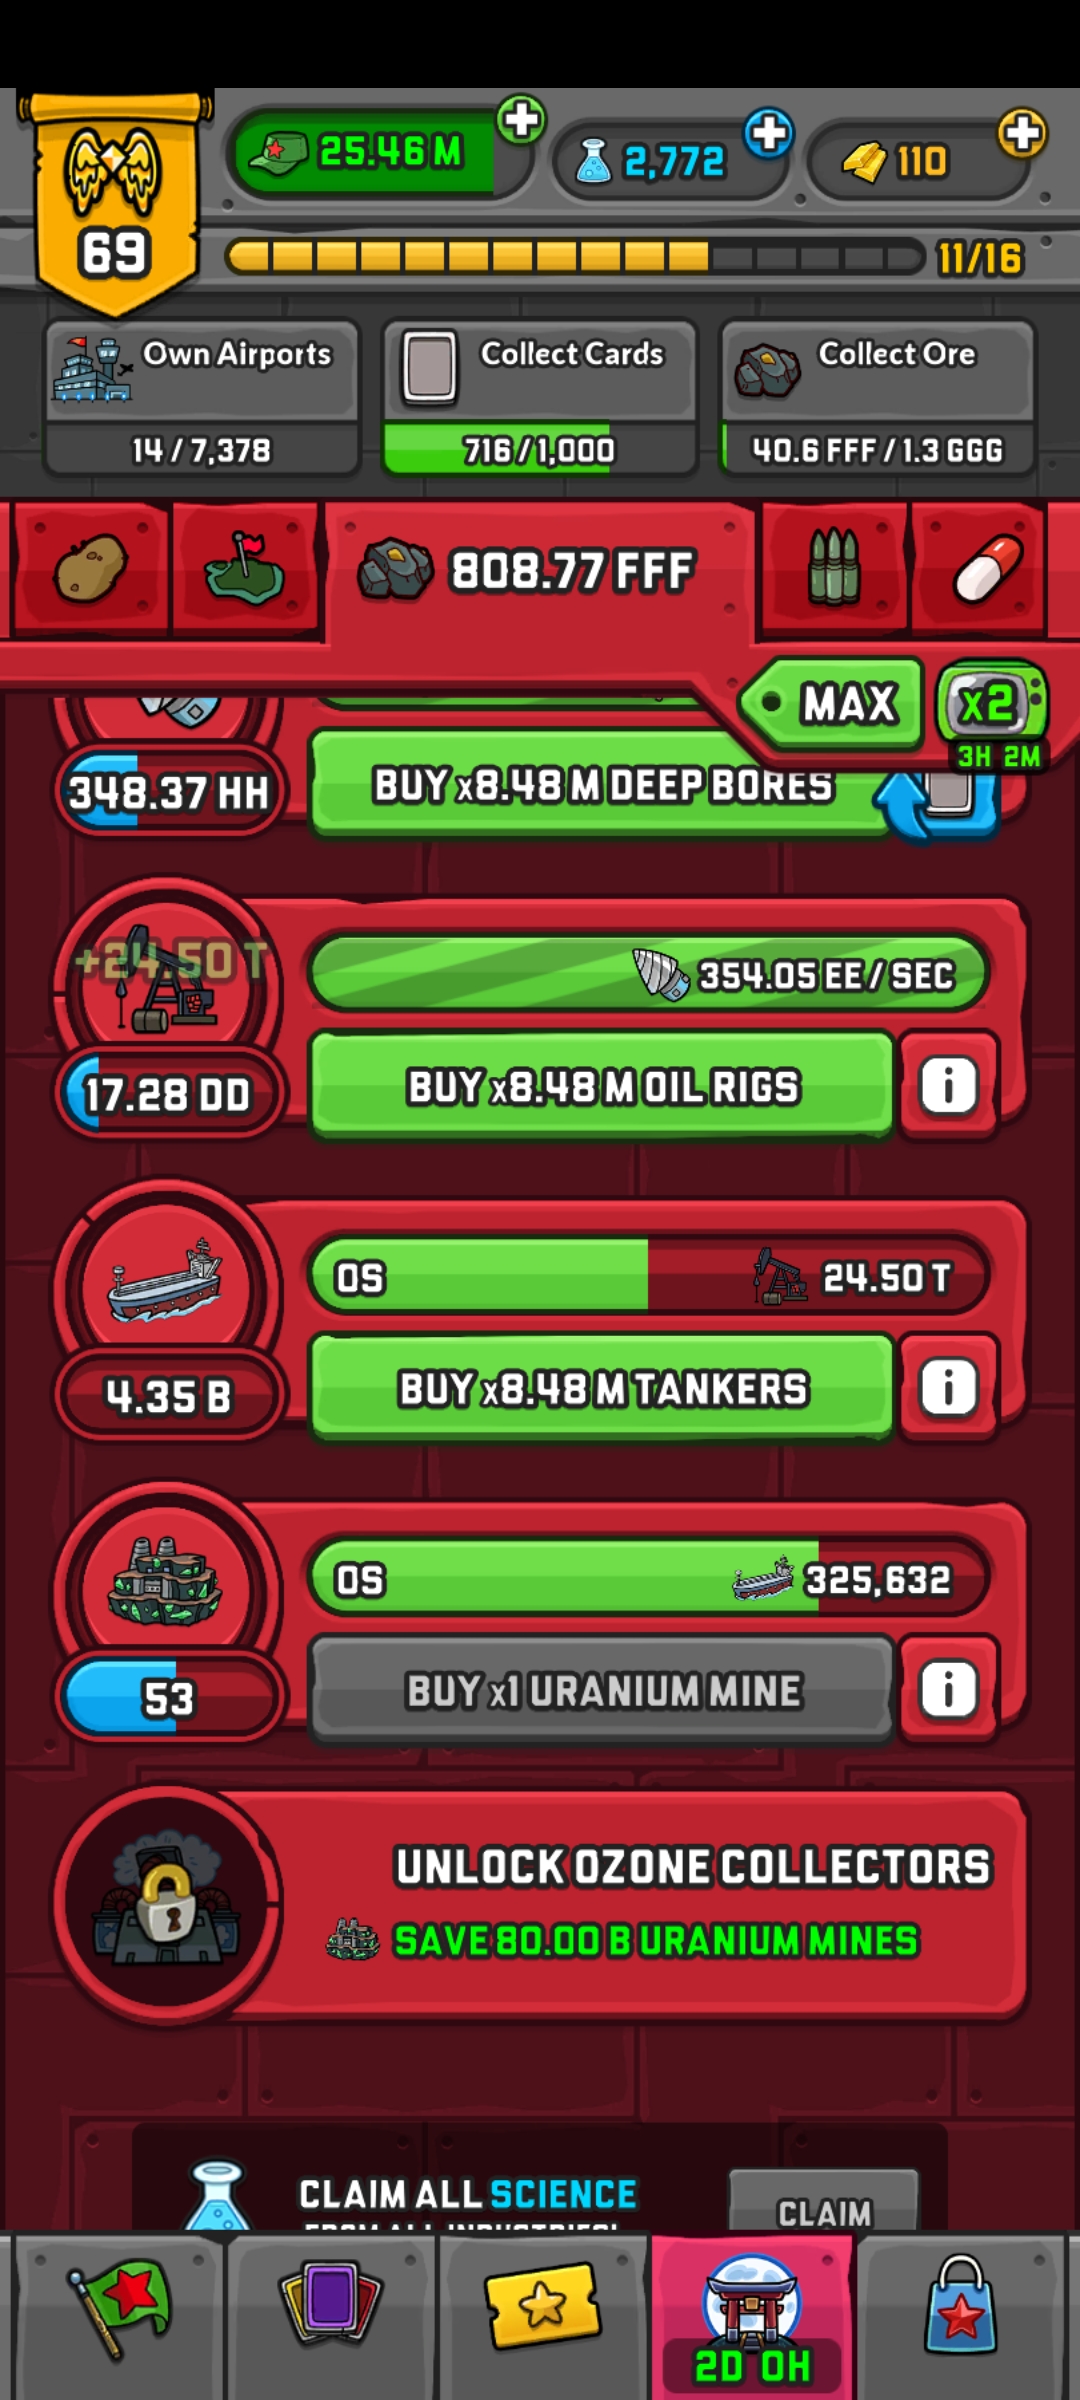 69
25.46 M
2,772
110
11/16
Own Airports
14 / 7,378
Collect Cards
716 / 1,000
Collect Ore
40.6 FFF / 1.3 GGG
808.77 FFF
MAX
x2
3H 2M
348.37 HH
BUY x8.48 M DEEP BORES
+24.50 T
354.05 EE / SEC
17.28 DD
BUY x8.48 M OIL RIGS
i
0S
24.50 T
4.35 B
BUY x8.48 M TANKERS
i
0S
325,632
53
BUY x1 URANIUM MINE
i
UNLOCK OZONE COLLECTORS
SAVE 80.00 B URANIUM MINES
CLAIM ALL SCIENCE
FROM ALL INDUSTRIES!
CLAIM
2D 0H